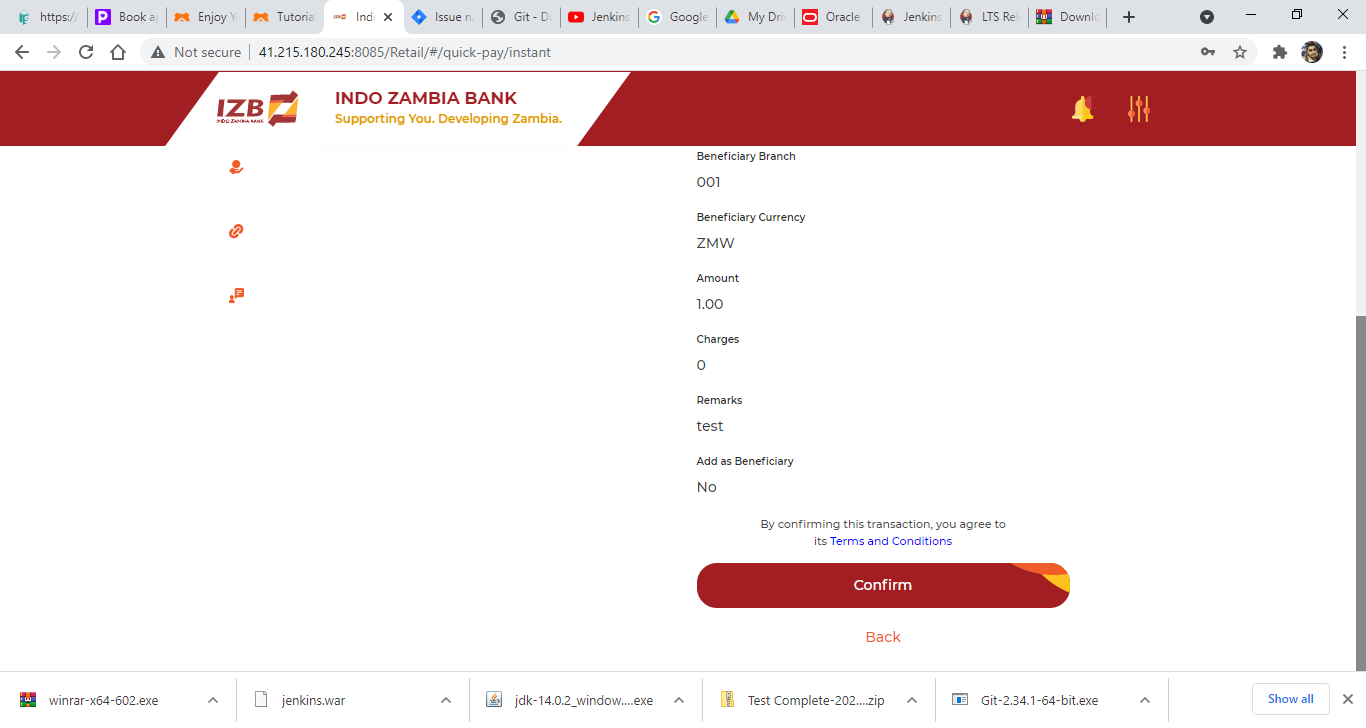 https:/
Book a
Enjoy Y
Tutoria
Ind
Issue n
Git - D
Jenkins
Google
My Dri
Oracle
Jenkins
LTS Rel
Downl
Not secure
41.215.180.245:8085/Retail/#/quick-pay/instant
IZB
INDO ZAMBIA BANK
INDO ZAMBIA BANK
Supporting You. Developing Zambia.
Beneficiary Branch
001
Beneficiary Currency
ZMW
Amount
1.00
Charges
0
Remarks
test
Add as Beneficiary
No
By confirming this transaction, you agree to
its Terms and Conditions
Confirm
Back
winrar-x64-602.exe
jenkins.war
jdk-14.0.2_window....exe
Test Complete-202....zip
Git-2.34.1-64-bit.exe
Show all